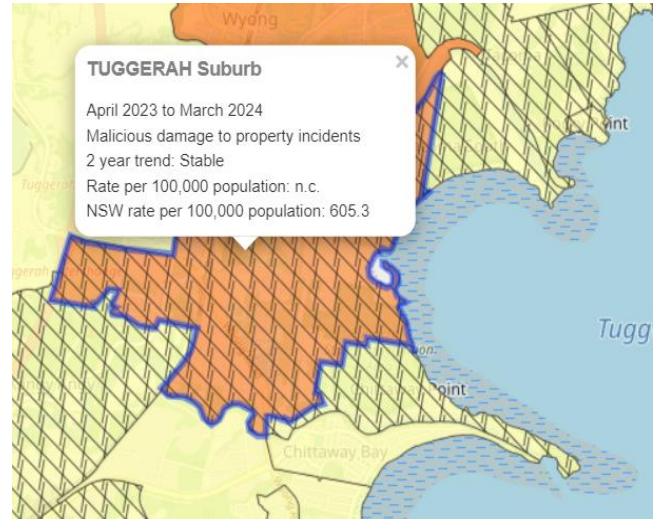 Wyong
TUGGERAH Suburb
×
April 2023 to March 2024
Malicious damage to property incidents
2 year trend: Stable
Rate per 100,000 population: n.c.
NSW rate per 100,000 population: 605.3
Tugg
Point
Chittaway Bay